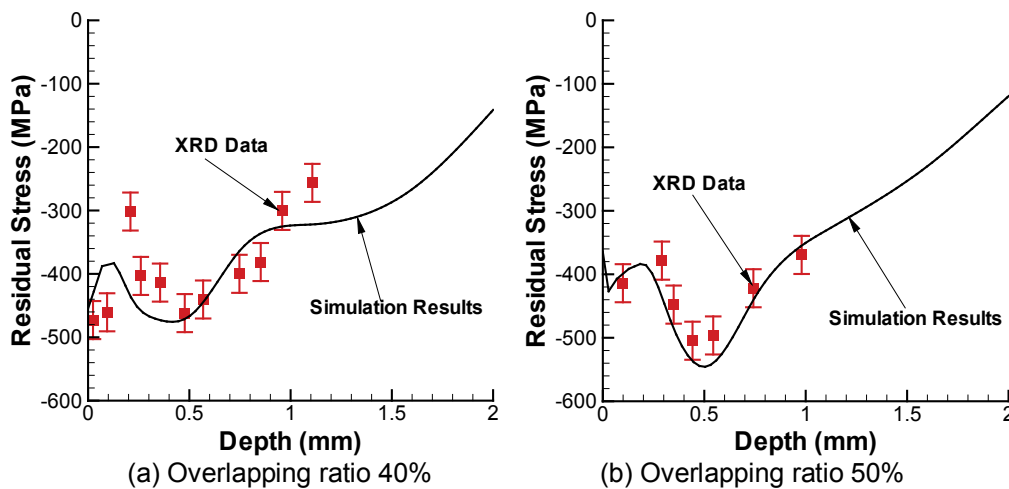 0
-100
-200
-300
-400
-500
-600
Residual Stress (MPa)
XRD Data
Simulation Results
0
0.5
1
1.5
2
Depth (mm)
(a) Overlapping ratio 40%
0
-100
-200
-300
-400
-500
-600
Residual Stress (MPa)
XRD Data
Simulation Results
0
0.5
1
1.5
2
Depth (mm)
(b) Overlapping ratio 50%